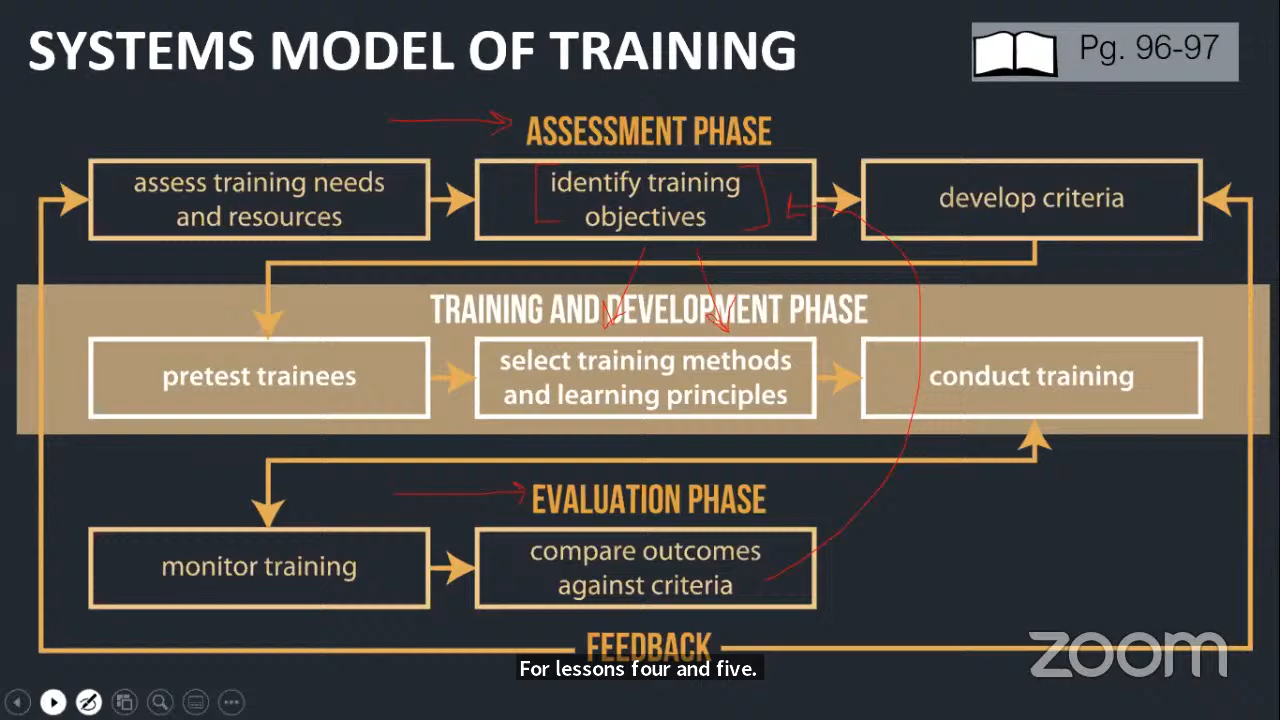 SYSTEMS MODEL OF TRAINING
Pg. 96-97
ASSESSMENT PHASE
assess training needs
and resources
identify training
objectives
develop criteria
TRAINING AND DEVELOPMENT PHASE
pretest trainees
select training methods
and learning principles
conduct training
EVALUATION PHASE
monitor training
compare outcomes
against criteria
FEEDBACK
For lessons four and five.
zoom